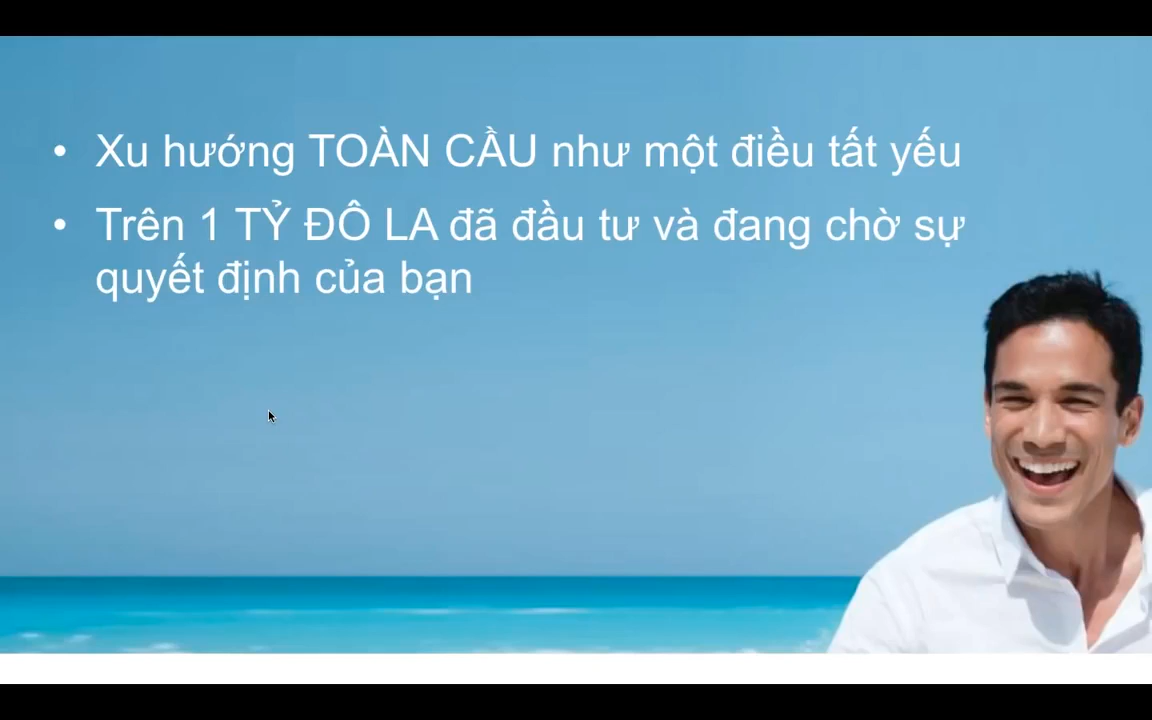 • Xu hướng TOÀN CẦU như một điều tất yếu
• Trên 1 TỶ ĐÔ LA đã đầu tư và đang chờ sự
quyết định của bạn